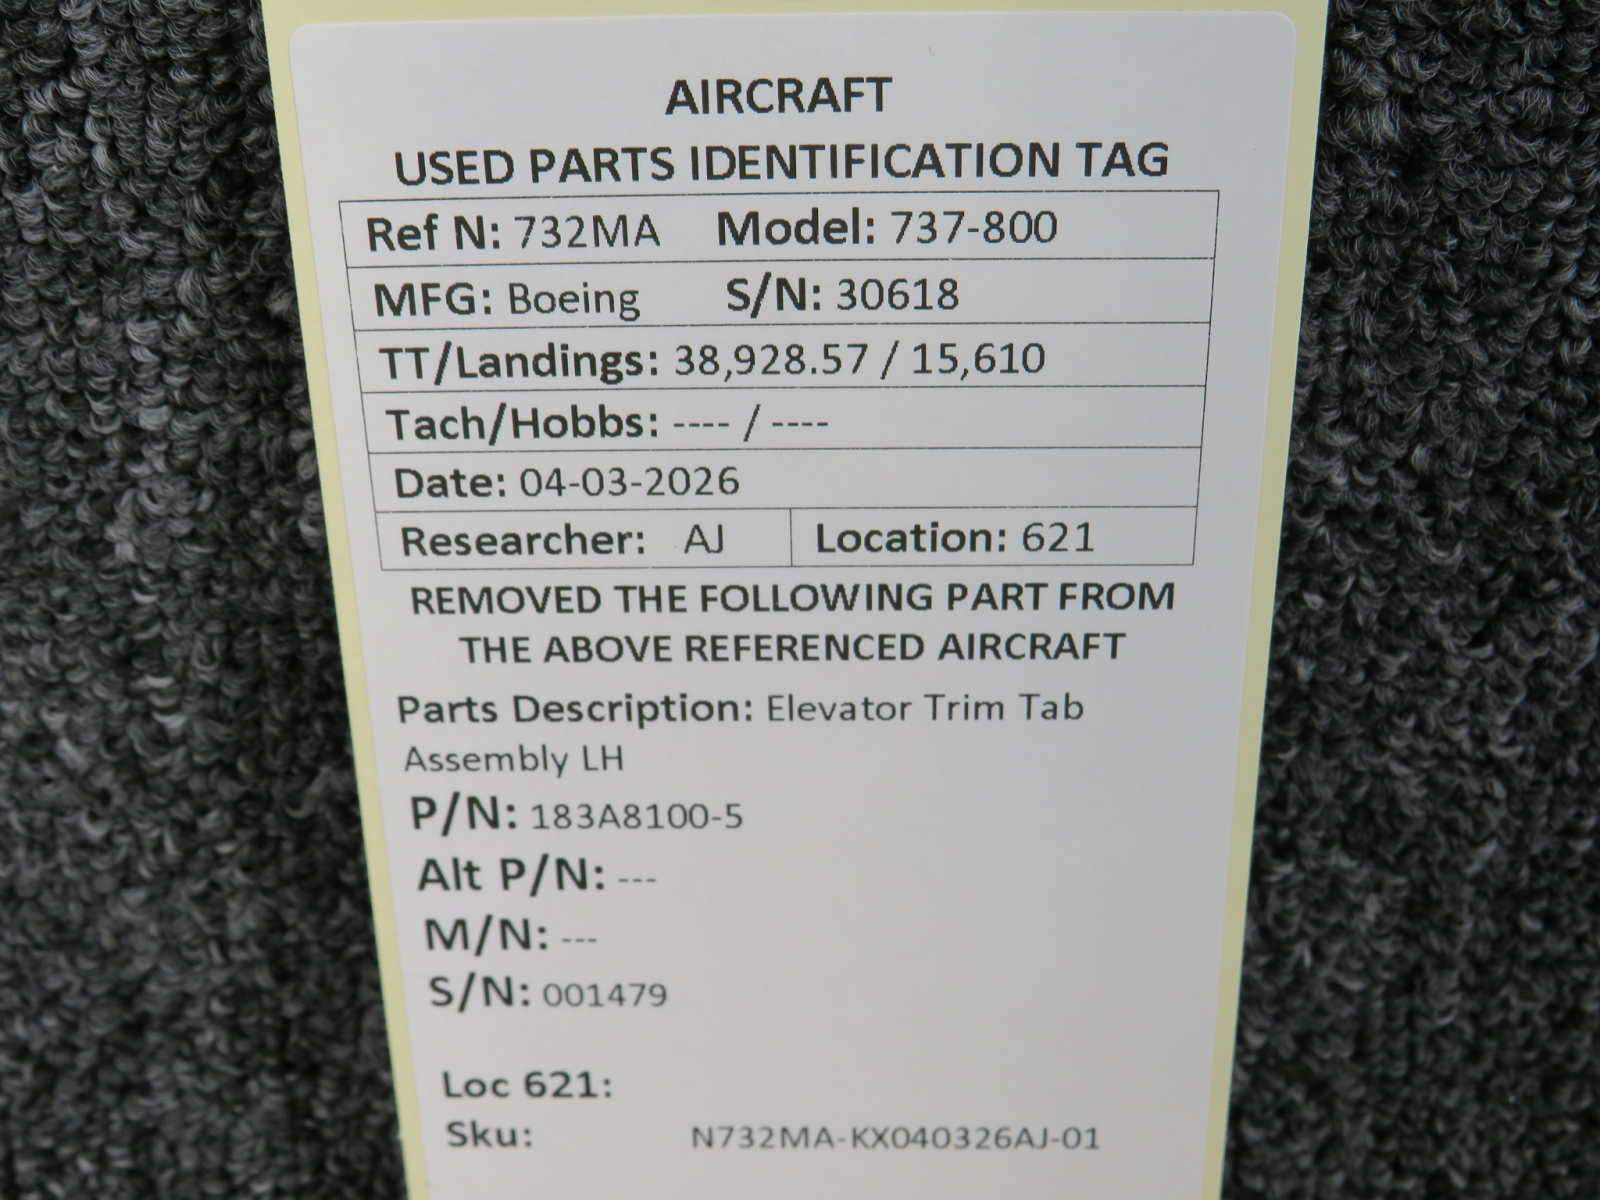 AIRCRAFT
USED PARTS IDENTIFICATION TAG
Ref N: 732MA Model: 737-800
MFG: Boeing S/N: 30618
TT/Landings: 38,928.57 / 15,610
Tach/Hobbs: ---- / ----
Date: 04-03-2026
Researcher: AJ Location: 621
REMOVED THE FOLLOWING PART FROM
THE ABOVE REFERENCED AIRCRAFT
Parts Description: Elevator Trim Tab
Assembly LH
P/N: 183A8100-5
Alt P/N: ---
M/N: ---
S/N: 001479
Loc 621:
Sku: N732MA-KX040326AJ-01